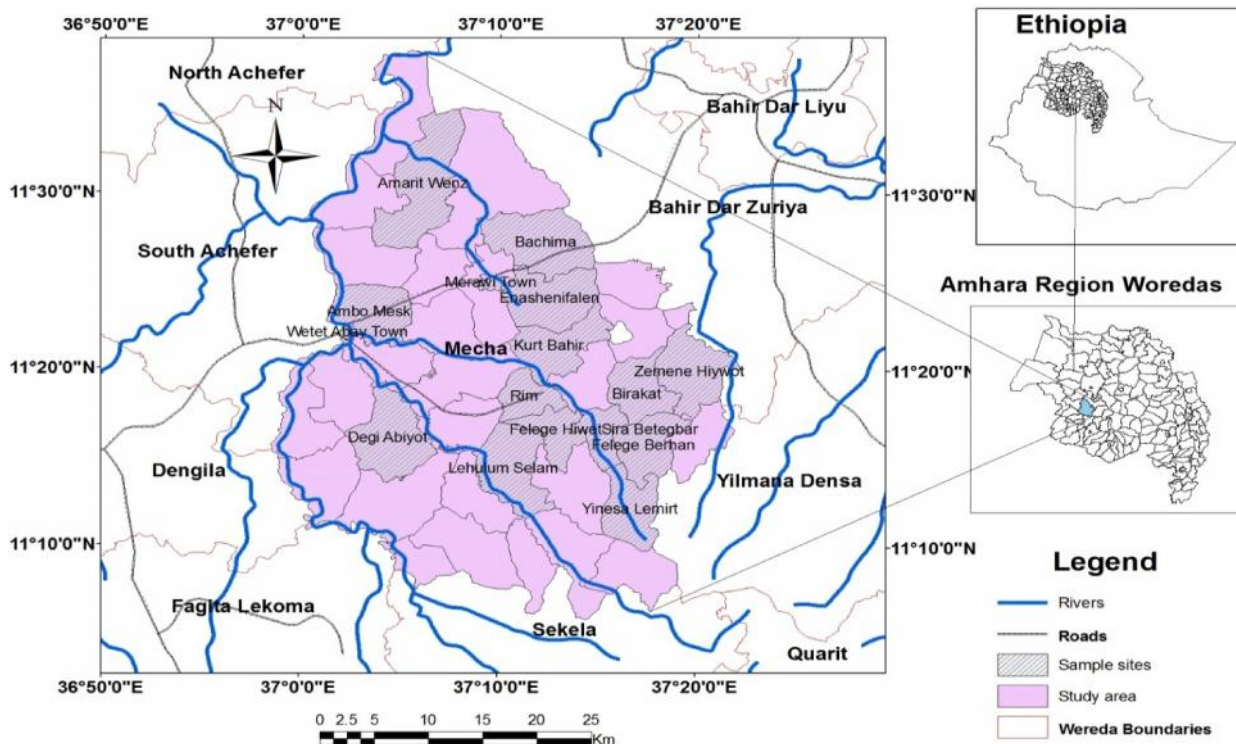 36°50'0"E
37°0'0"E
37°10'0"E
37°20'0"E
Ethiopia
North Achefer
N
Bahir Dar Liyu
Amarit Wenz
11°30'0"N
11°30'0"N
Bahir Dar Zuriya
South Achefer
Bachima
Merawi Town
Enashenifalen
Amhara Region Woredas
Ambo Mesk
Wetet Abay Town
Mecha
Kurt Bahir
11°20'0"N
11°20'0"N
Zemene Hiywot
Rim
Birakat
Felege Hiwet
Sira Betegbar
Degi Abiyot
Felege Berhan
Dengila
Lehulum Selam
Yilmana Densa
Yinesa Lemirt
11°10'0"N
11°10'0"N
Fagita Lekoma
Sekela
Quarit
36°50'0"E
37°0'0"E
37°10'0"E
37°20'0"E
0 2.5 5 10 15 20 25
Km
Legend
Rivers
Roads
Sample sites
Study area
Wereda Boundaries